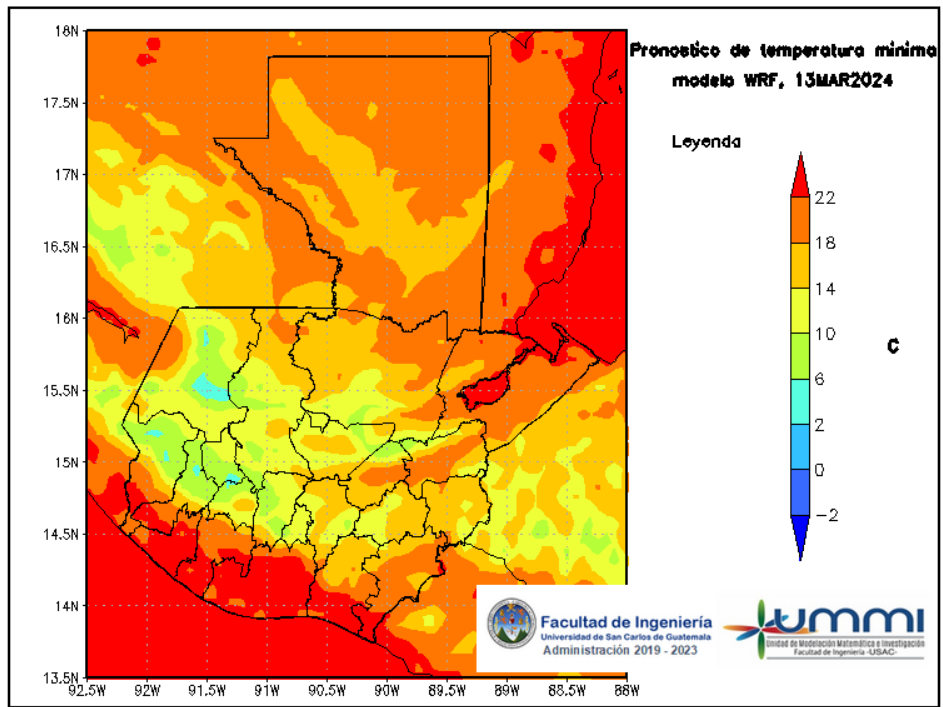 Pronostico de temperatura minima
modelo WRF, 13MAR2024
Leyenda
22
18
14
10
6
2
0
-2
C
18N
17.5N
17N
16.5N
16N
15.5N
15N
14.5N
14N
13.5N
92.5W 92W 91.5W 91W 90.5W 90W 89.5W 89W 88.5W 88W
Facultad de Ingeniería
Universidad de San Carlos de Guatemala
Administración 2019 - 2023
UMMI
Unidad de Modelación Matemática e Investigación
Facultad de Ingeniería -USAC-